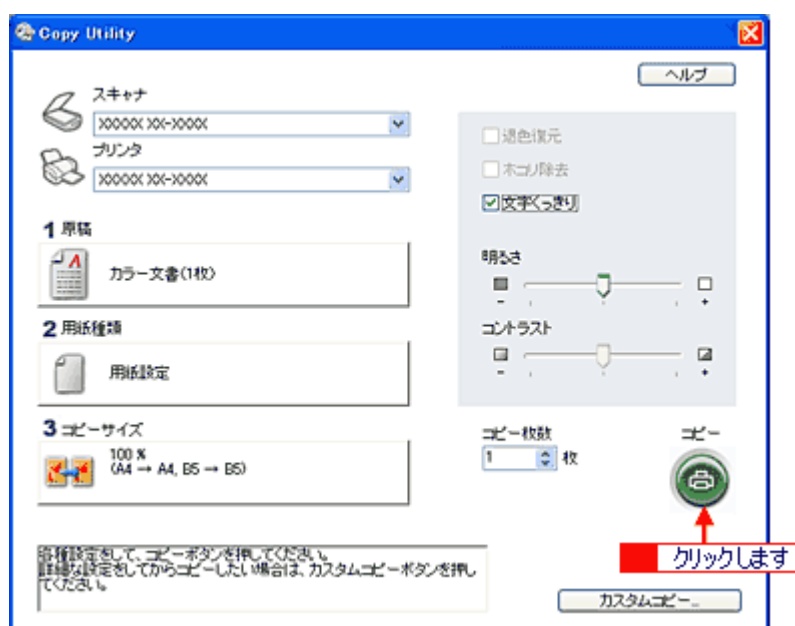 Copy Utility
ヘルプ
スキャナ
XXXXX XX-XXXX
プリンタ
XXXXX XX-XXXX
退色復元
ホコリ除去
文字くっきり
1 原稿
カラー文書(1枚)
明るさ
- +
2 用紙種類
用紙設定
コントラスト
- +
3 コピーサイズ
100 %
(A4 → A4, B5 → B5)
コピー枚数
1 枚
コピー
クリックします
各種設定をして、コピーボタンを押してください。
詳細な設定をしてからコピーしたい場合は、カスタムコピーボタンを押し
てください。
カスタムコピー...